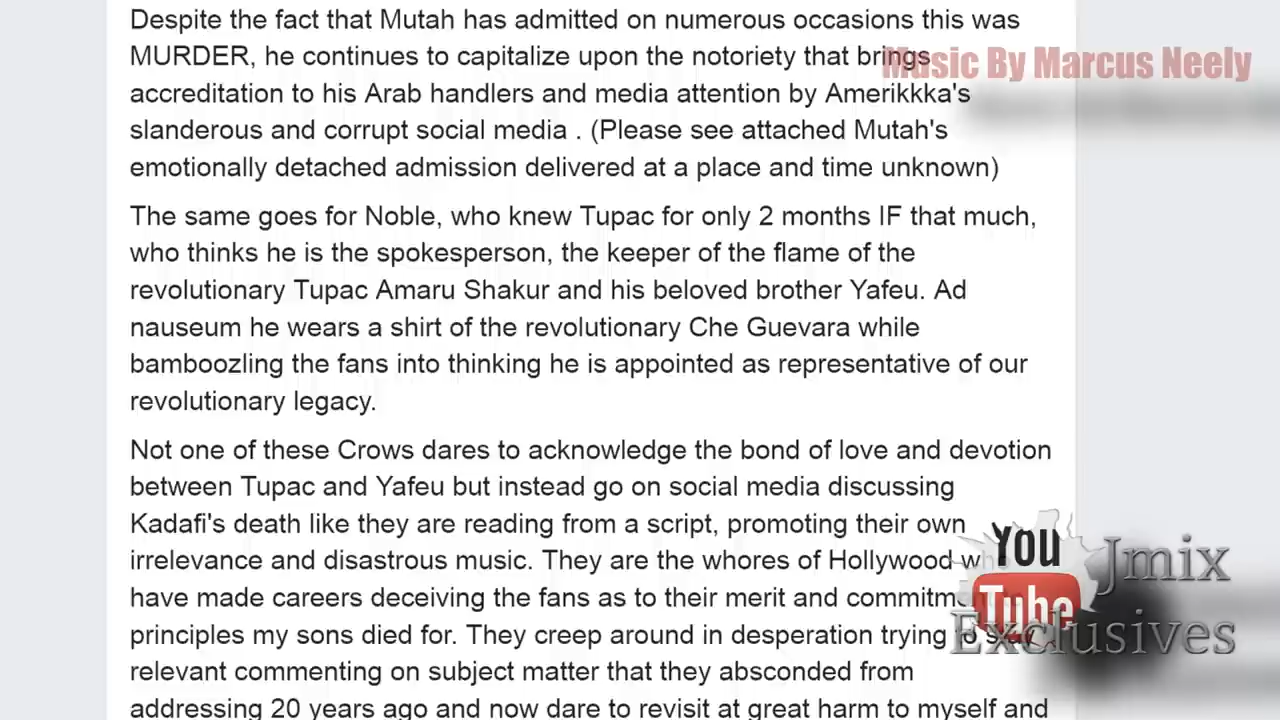 Despite the fact that Mutah has admitted on numerous occasions this was
MURDER, he continues to capitalize upon the notoriety that brings
Music By Marcus Neely
accreditation to his Arab handlers and media attention by Amerikkka's
slanderous and corrupt social media . (Please see attached Mutah's
emotionally detached admission delivered at a place and time unknown)
The same goes for Noble, who knew Tupac for only 2 months IF that much,
who thinks he is the spokesperson, the keeper of the flame of the
revolutionary Tupac Amaru Shakur and his beloved brother Yafeu. Ad
nauseum he wears a shirt of the revolutionary Che Guevara while
bamboozling the fans into thinking he is appointed as representative of our
revolutionary legacy.
Not one of these Crows dares to acknowledge the bond of love and devotion
between Tupac and Yafeu but instead go on social media discussing
Kadafi's death like they are reading from a script, promoting their own
irrelevance and disastrous music. They are the whores of Hollywood
have made careers deceiving the fans as to their merit and
principles my sons died for. They creep around in desperation trying
relevant commenting on subject matter that they absconded from
addressing 20 years ago and now dare to revisit at great harm to myself and
You
Tube
Jmix
Exclusives